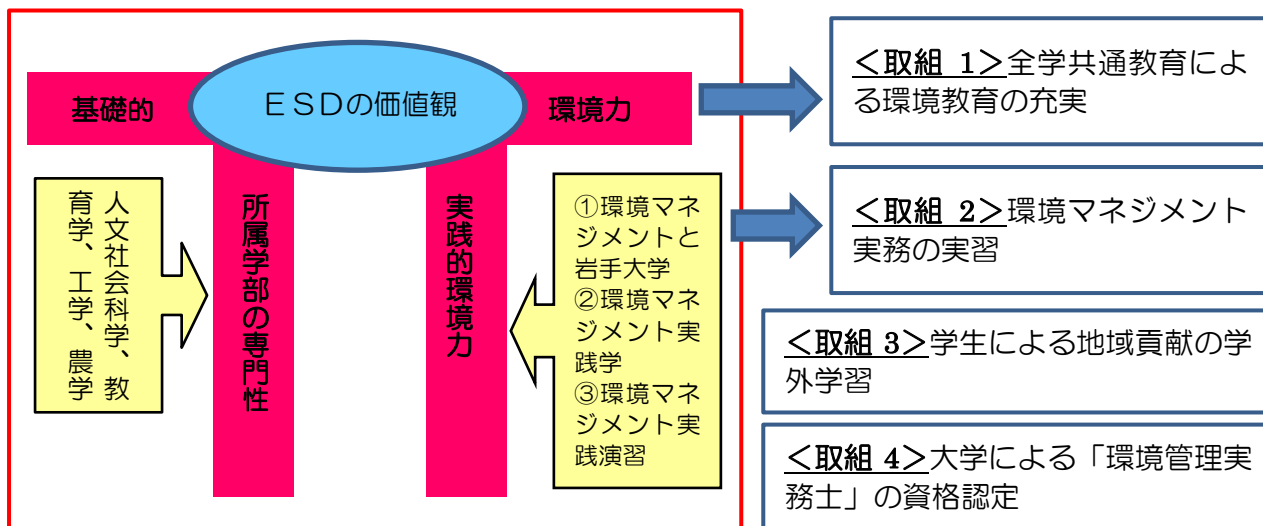 基礎的
ＥＳＤの価値観
環境力
人文社会科学、教
育学、工学、農学
所属学部の専門性
実践的環境力
①環境マネ
ジメントと
岩手大学
②環境マネ
ジメント実
践学
③環境マネ
ジメント実
践演習
＜取組 1＞全学共通教育によ
る環境教育の充実
＜取組 2＞環境マネジメント
実務の実習
＜取組 3＞学生による地域貢献の学
外学習
＜取組 4＞大学による「環境管理実
務士」の資格認定